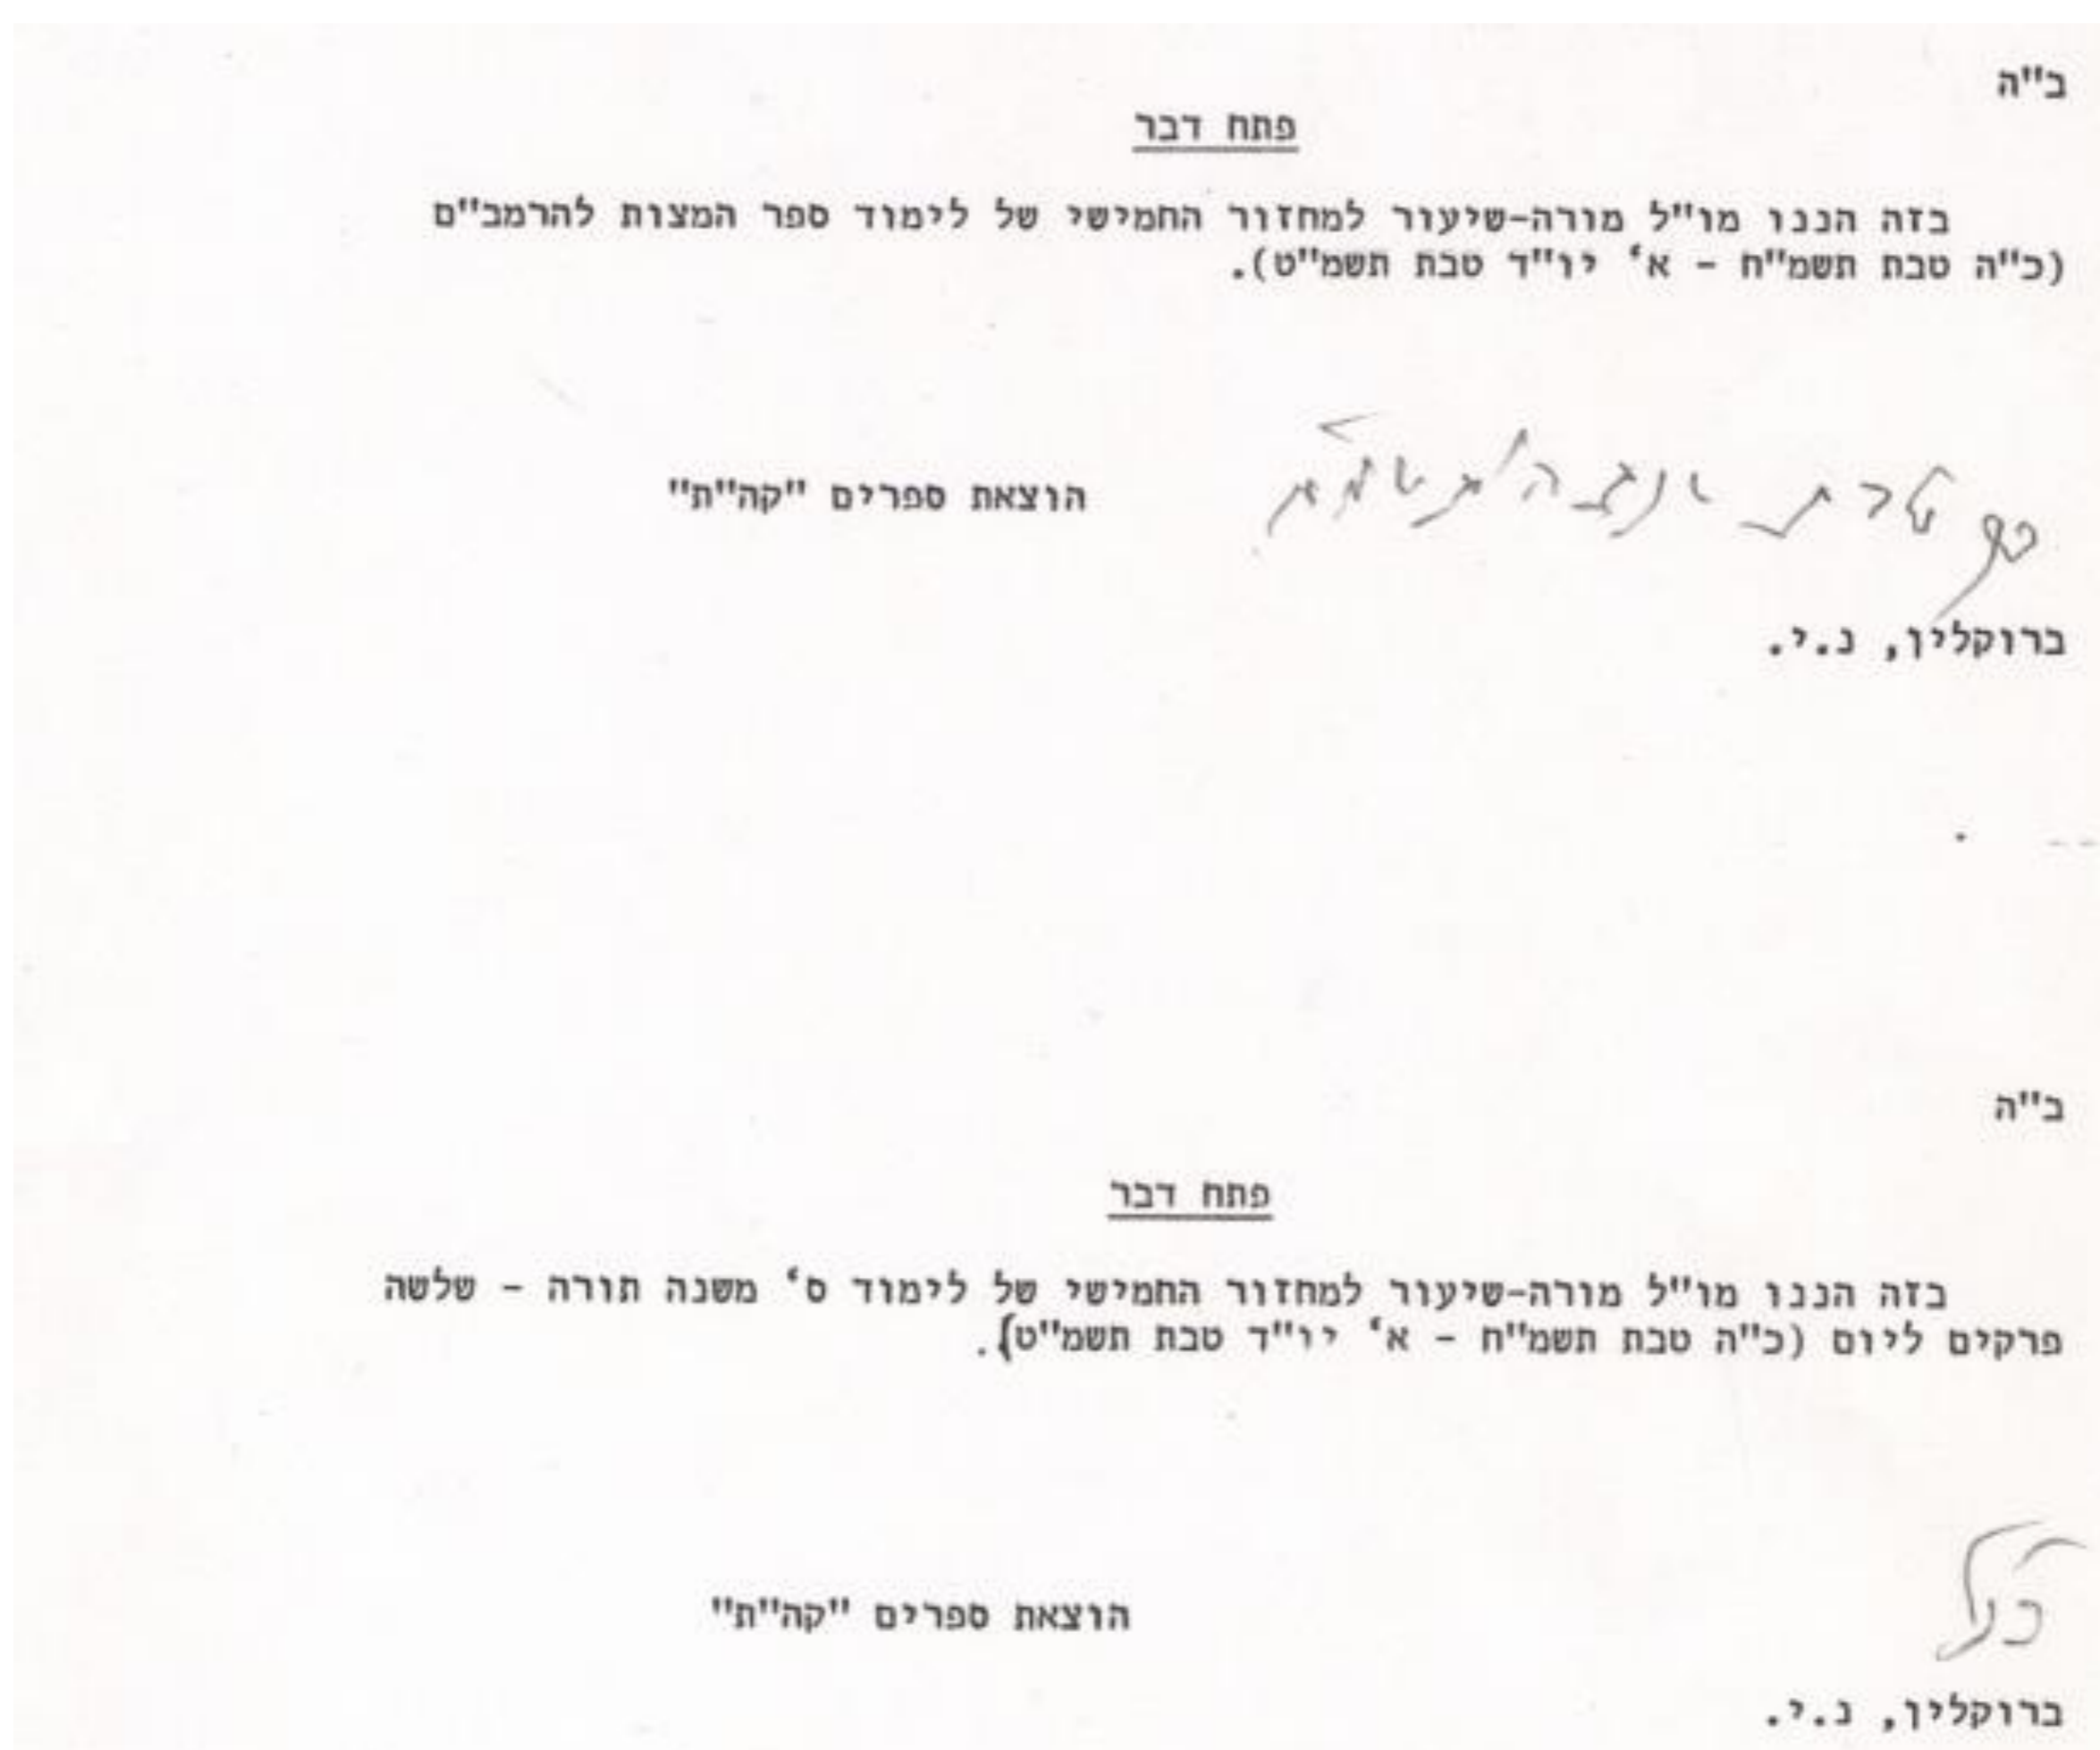 ב"ה
פתח דבר
בזה הננו מו"ל מורה-שיעור למחזור החמישי של לימוד ספר המצות להרמב"ם
(כ"ה טבת תשמ"ח - א' יו"ד טבת תשמ"ט).
טבת
הוצאת ספרים "קה"ת"
ברוקלין, נ.י.
ב"ה
פתח דבר
בזה הננו מו"ל מורה-שיעור למחזור החמישי של לימוד ס' משנה תורה - שלשה
פרקים ליום (כ"ה טבת תשמ"ח - א' יו"ד טבת תשמ"ט).
הוצאת ספרים "קה"ת"
כנ"ל
ברוקלין, נ.י.